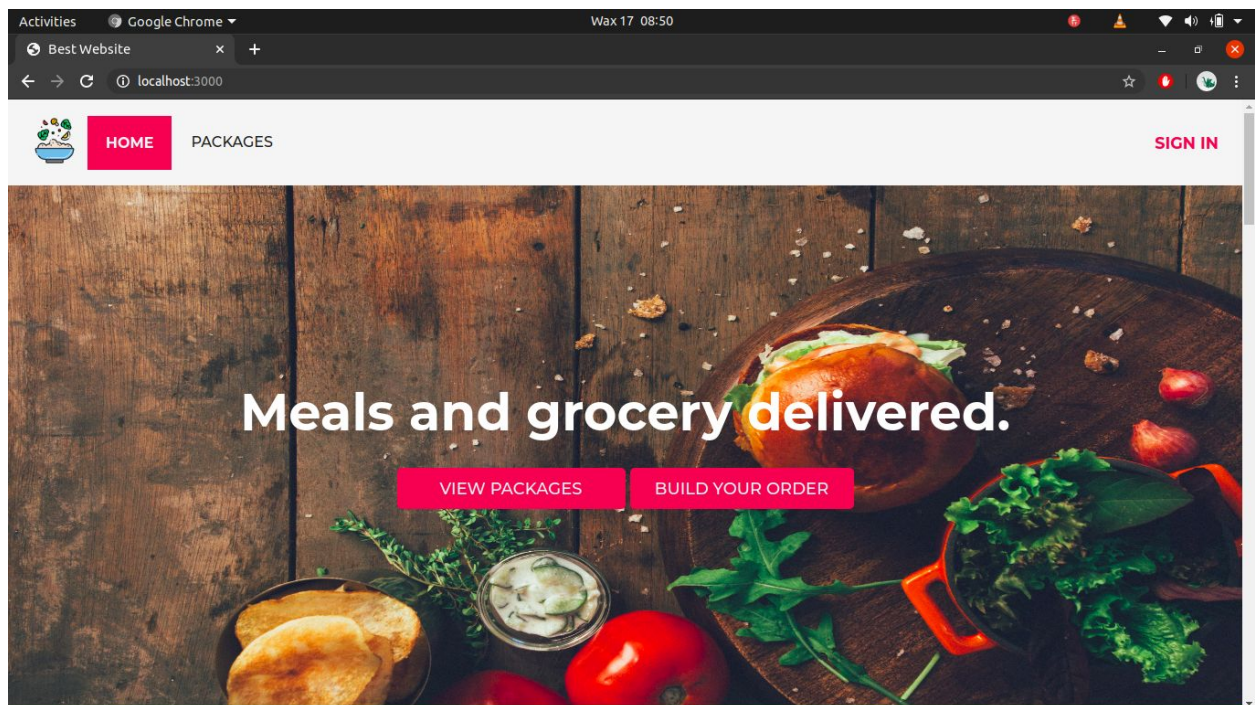 Activities Google Chrome Wax 17 08:50
Best Website
localhost:3000
HOME PACKAGES SIGN IN
Meals and grocery delivered.
VIEW PACKAGES BUILD YOUR ORDER